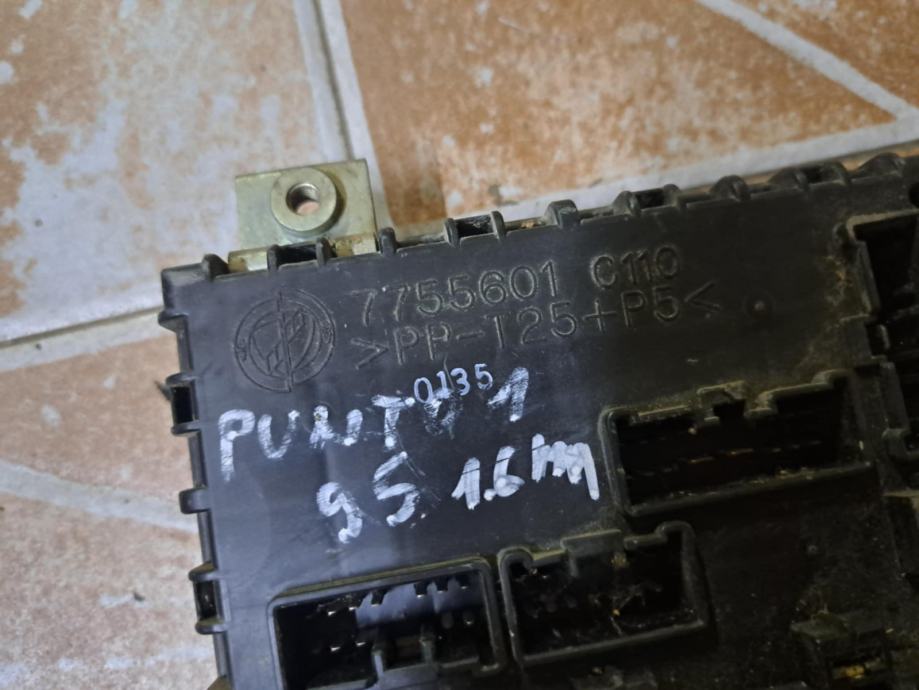 7755601 C110
>PP-T25+P5<
0135
PUNTO 1
95 1.6